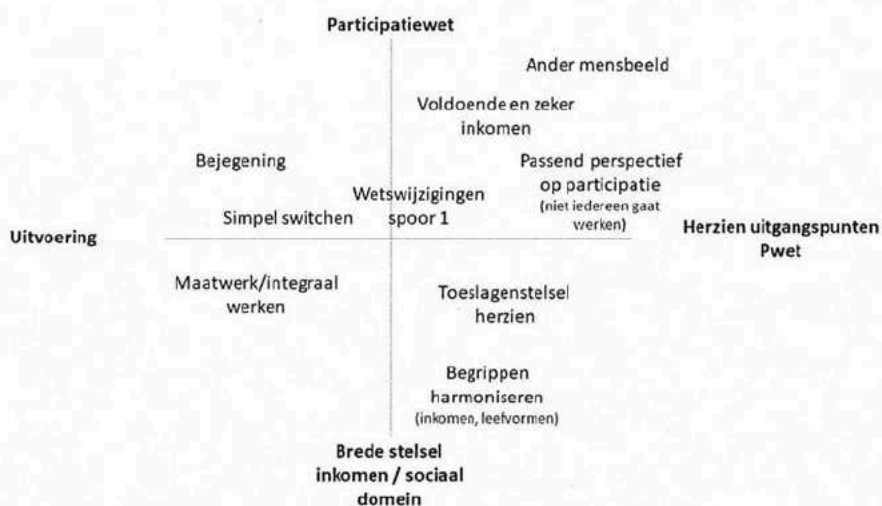 Participatiewet
Ander mensbeeld
Voldoende en zeker
inkomen
Bejegening
Passend perspectief
op participatie
(niet iedereen gaat
werken)
Wetswijzigingen
spoor 1
Simpel switchen
Uitvoering
Herzien uitgangspunten
Pwet
Maatwerk/integraal
werken
Toeslagenstelsel
herzien
Begrippen
harmoniseren
(inkomen, leefvormen)
Brede stelsel
inkomen / sociaal
domein